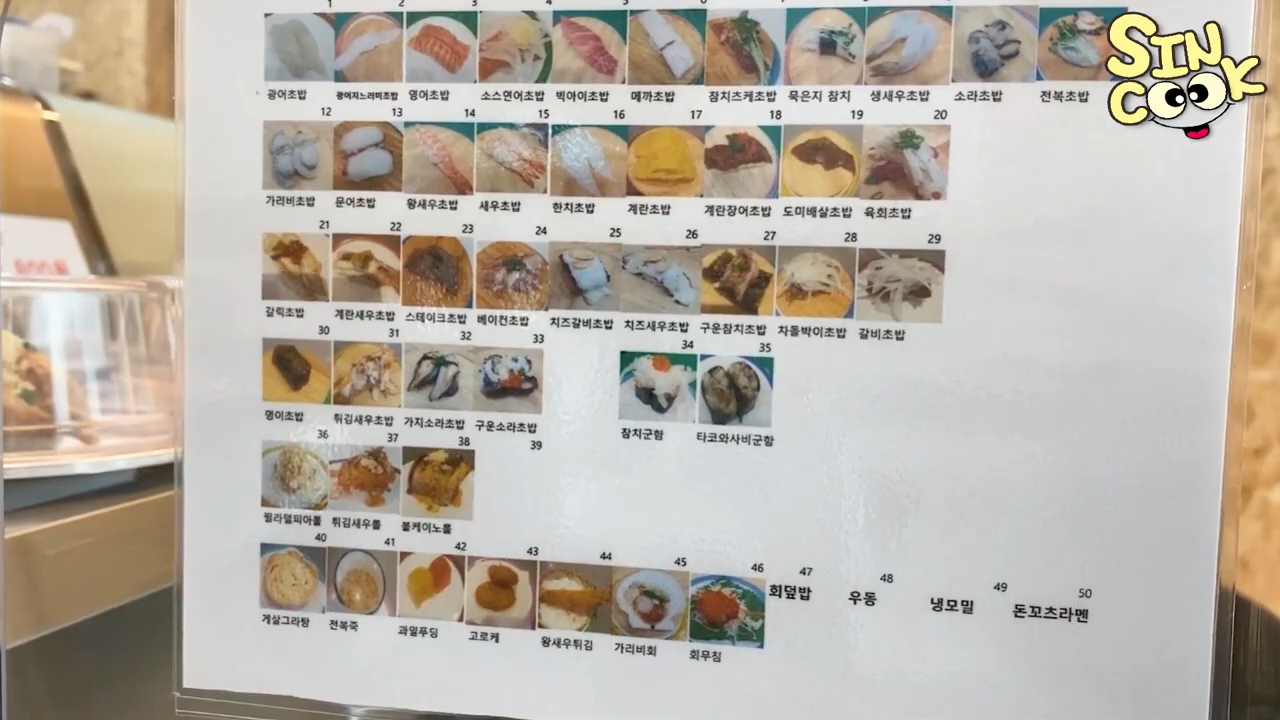 SIN COOK
1 2 3 4 5 6
광어초밥 광어지느러미초밥 영어초밥 소스연어초밥 빅아이초밥 메까초밥 참치츠케초밥 묵은지 참치 생새우초밥 소라초밥 전복초밥
12 13 14 15 16 17 18 19 20
가리비초밥 문어초밥 왕새우초밥 새우초밥 한치초밥 계란초밥 계란장어초밥 도미배살초밥 육회초밥
21 22 23 24 25 26 27 28 29
갈릭초밥 계란새우초밥 스테이크초밥 베이컨초밥 치즈갈비초밥 치즈새우초밥 구운참치초밥 차돌박이초밥 갈비초밥
30 31 32 33 34 35
명이초밥 튀김새우초밥 가지소라초밥 구운소라초밥 참치군함 타코와사비군함
36 37 38 39
필라델피아롤 튀김새우롤 볼케이노롤
40 41 42 43 44 45 46 47 48 49 50
게살그라탕 전복죽 과일푸딩 고로케 왕새우튀김 가리비회 회무침 회덮밥 우동 냉모밀 돈꼬츠라멘